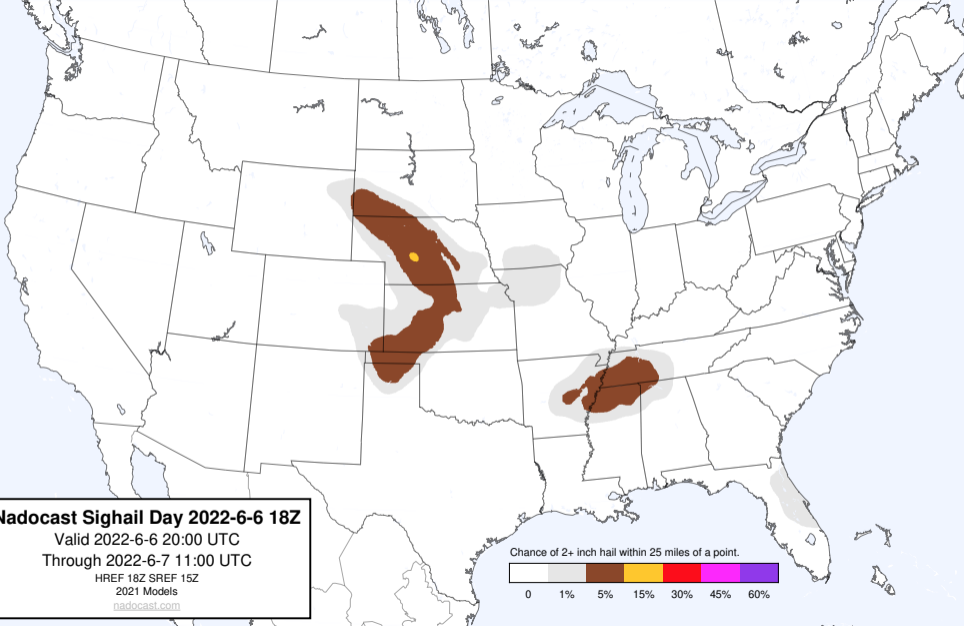 Nadocast Sighail Day 2022-6-6 18Z
Valid 2022-6-6 20:00 UTC
Through 2022-6-7 11:00 UTC
HREF 18Z SREF 15Z
2021 Models
nadocast.com
Chance of 2+ inch hail within 25 miles of a point.
0 1% 5% 15% 30% 45% 60%